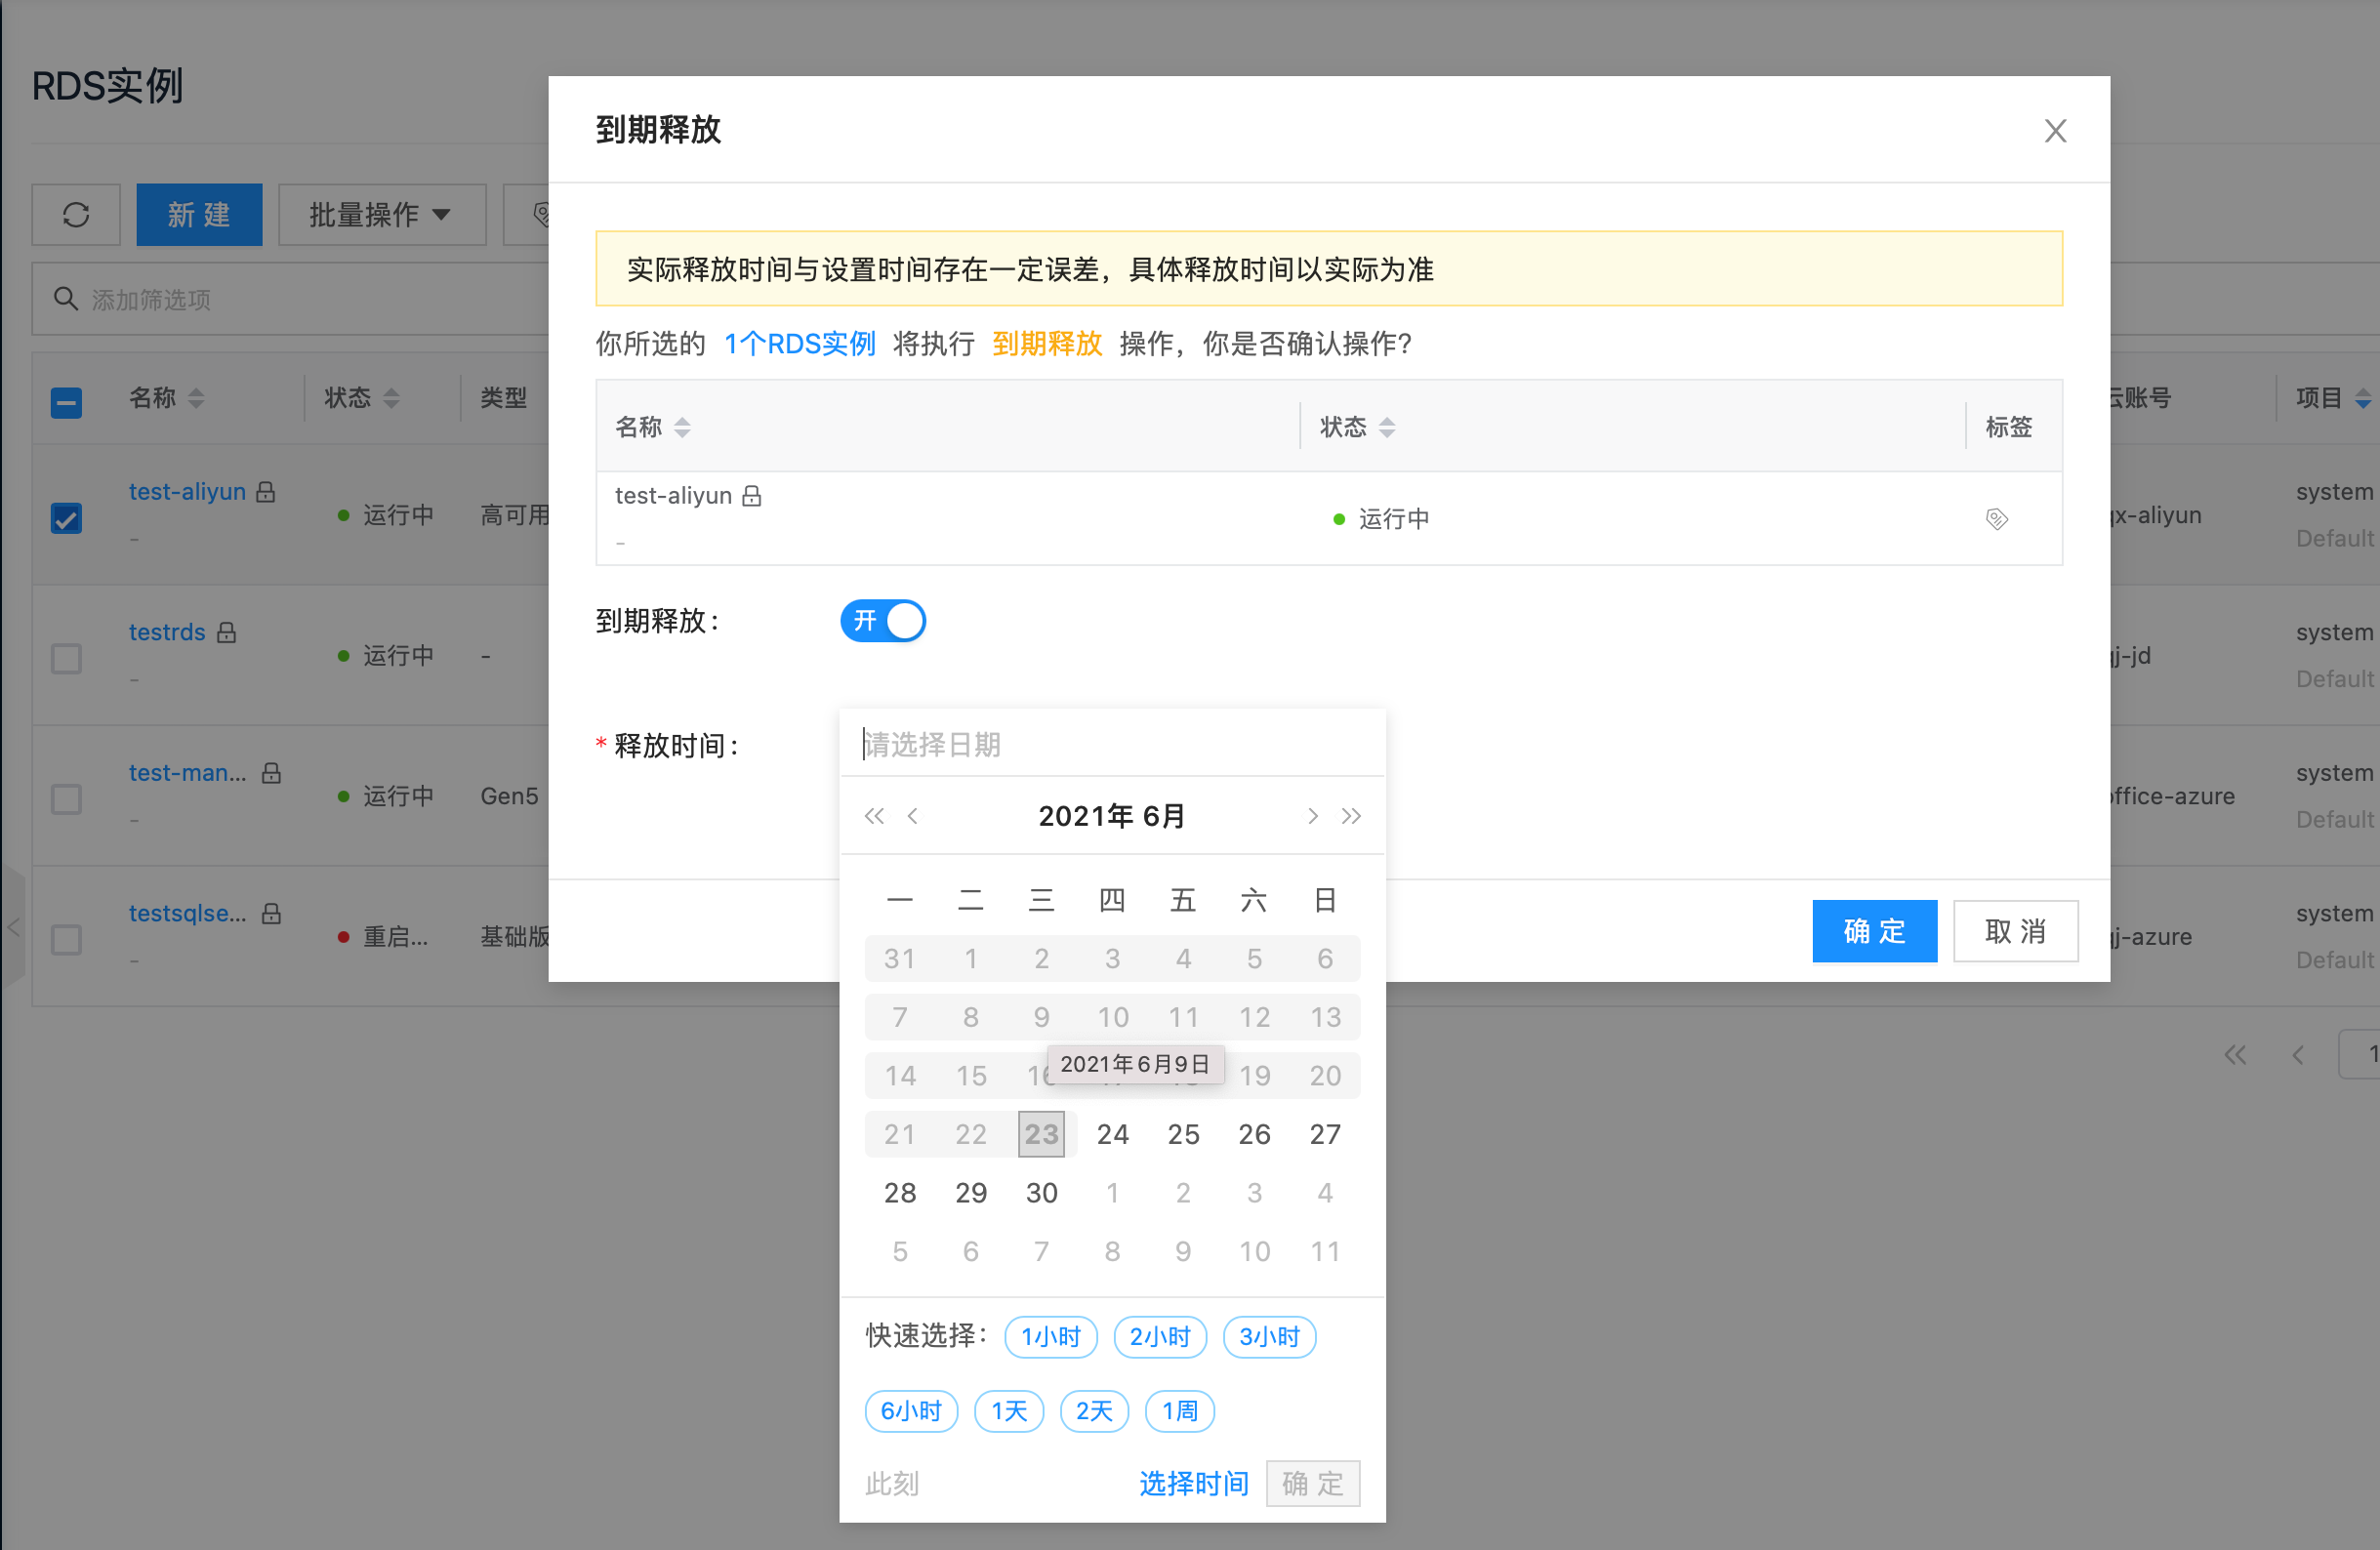 RDS实例
新 建
批量操作
添加筛选项
名称
状态
类型
云账号
项目
test-aliyun
-
运行中
高可用
qx-aliyun
system
Default
testrds
-
运行中
-
qj-jd
system
Default
test-man...
-
运行中
Gen5
office-azure
system
Default
testsqlse...
-
重启...
基础版
qj-azure
system
Default
1
到期释放
实际释放时间与设置时间存在一定误差，具体释放时间以实际为准
你所选的 1个RDS实例 将执行 到期释放 操作，你是否确认操作?
名称 状态 标签
test-aliyun
-
运行中
到期释放：
开
* 释放时间：
请选择日期
2021年 6月
一 二 三 四 五 六 日
31 1 2 3 4 5 6
7 8 9 10 11 12 13
14 15 16 19 20
2021年6月9日
21 22 23 24 25 26 27
28 29 30 1 2 3 4
5 6 7 8 9 10 11
快速选择： 1小时 2小时 3小时
6小时 1天 2天 1周
此刻 选择时间 确 定
确 定 取 消